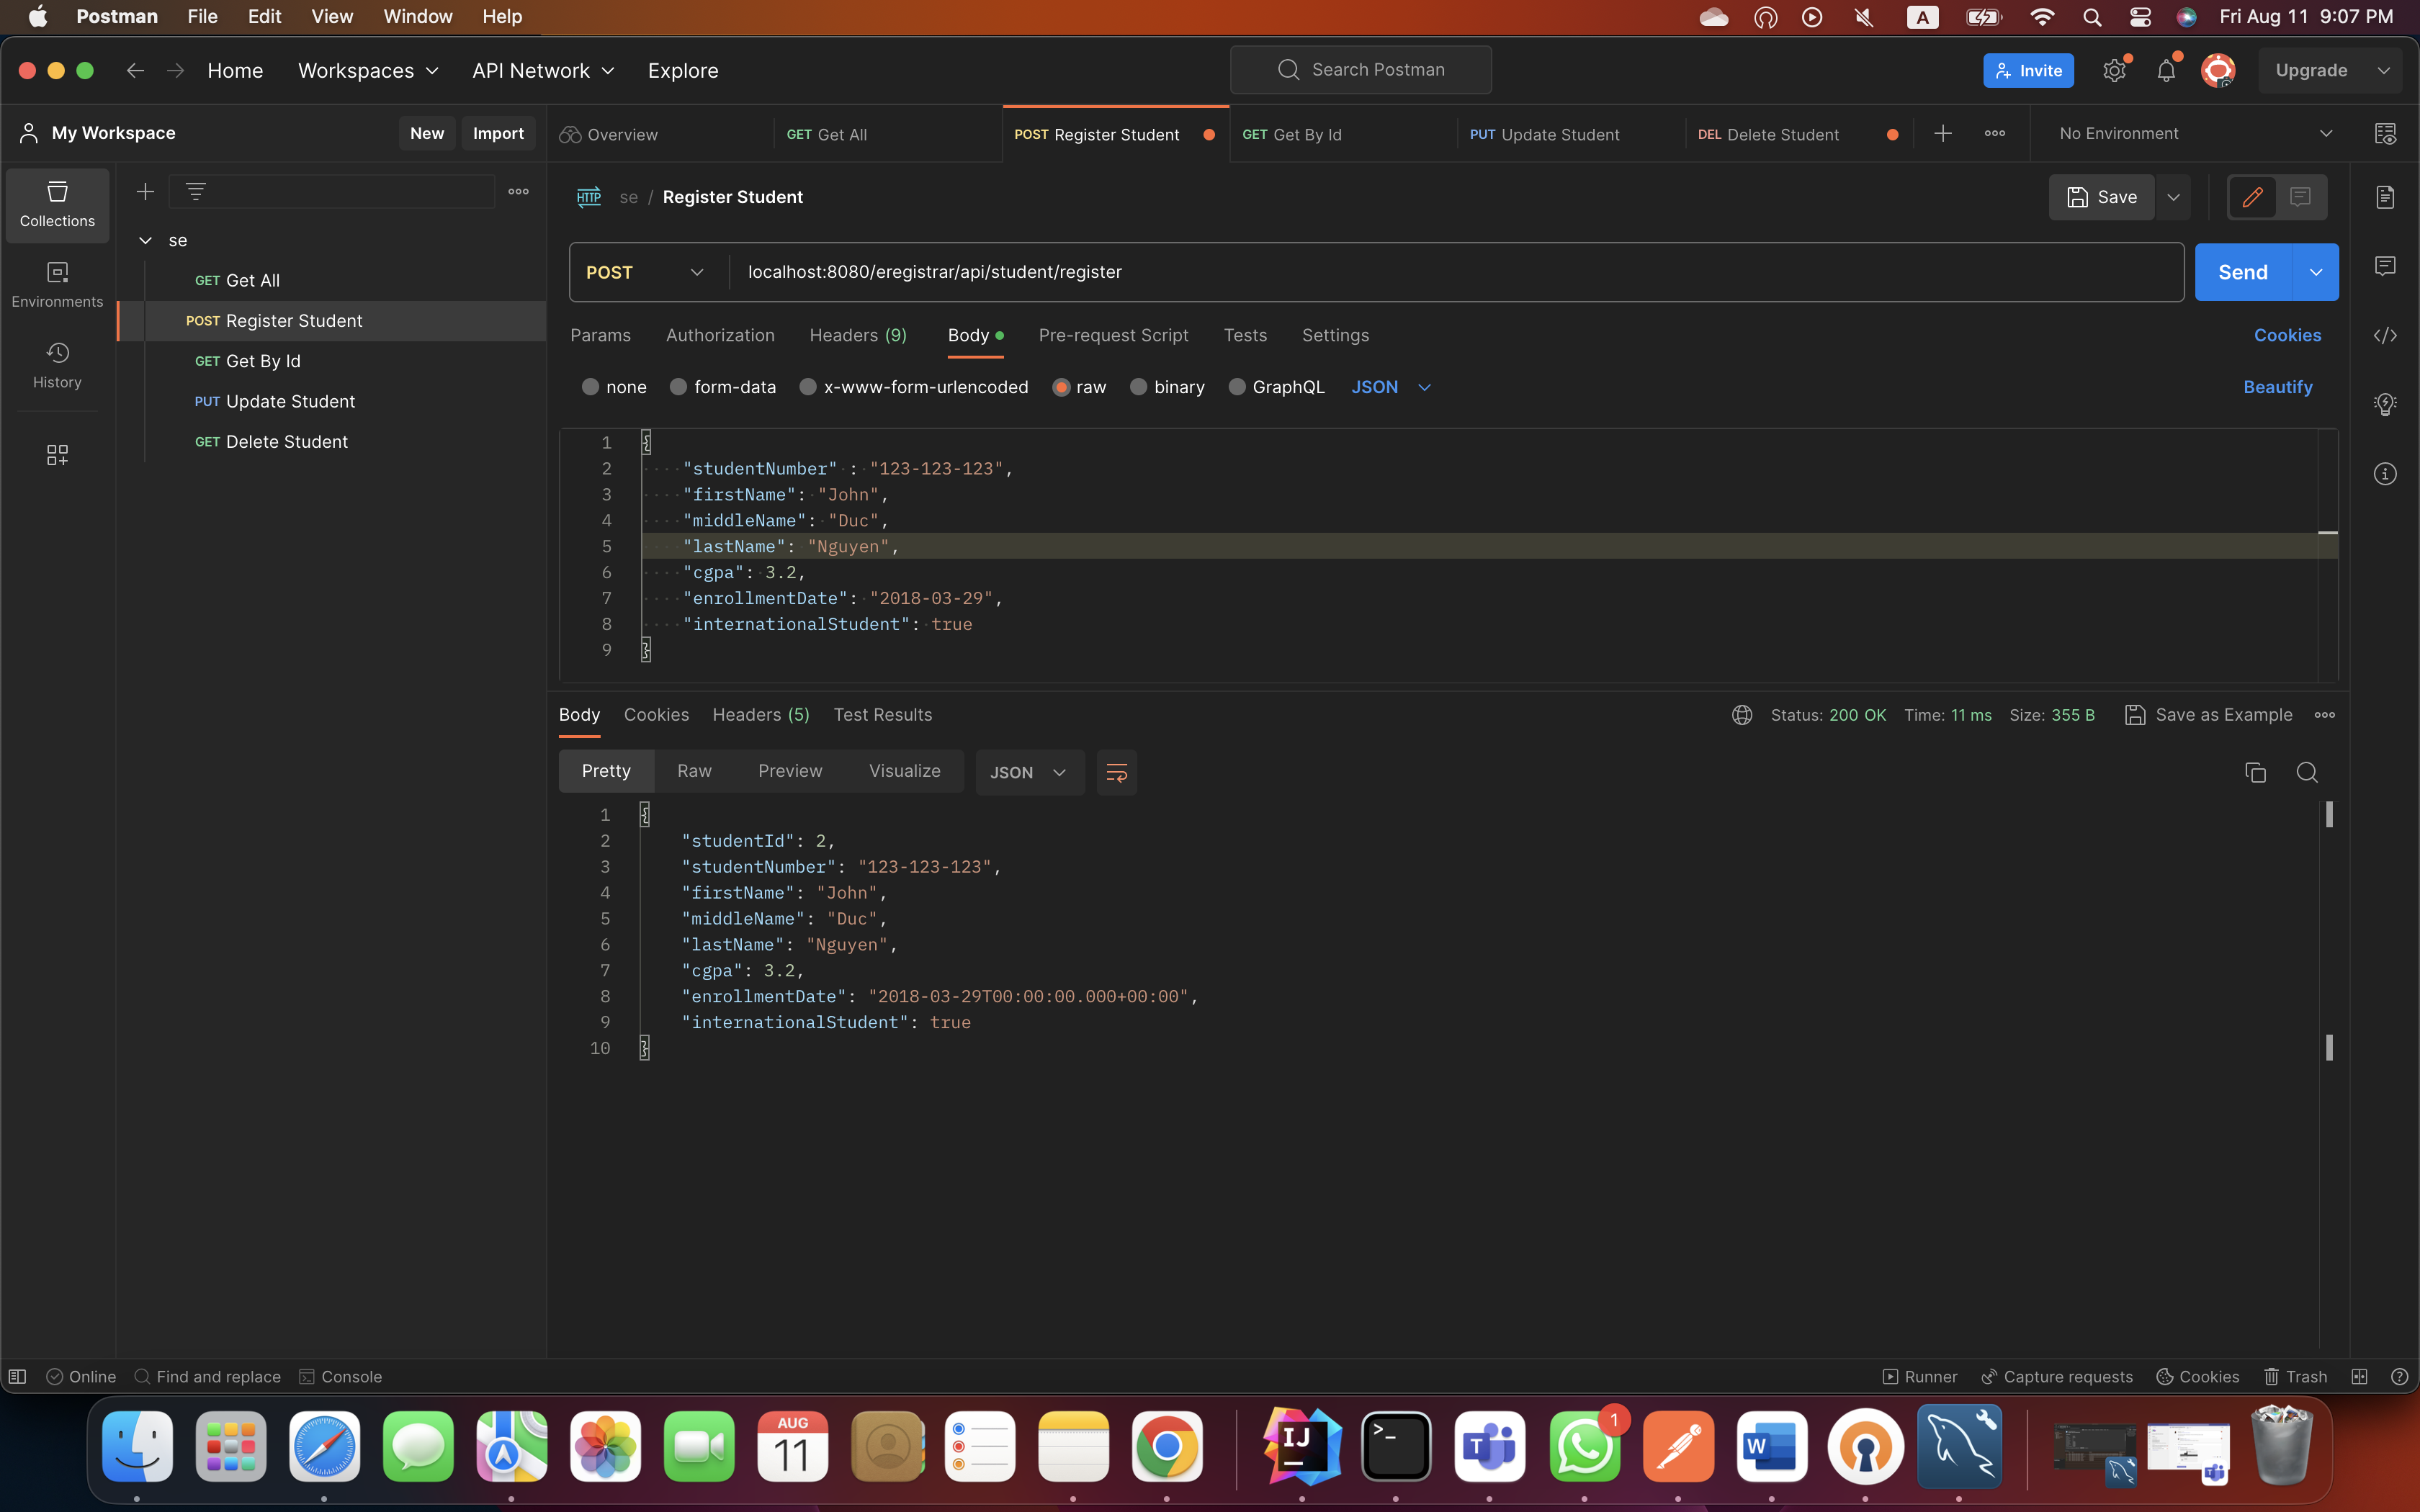 Postman File Edit View Window Help
A
Fri Aug 11 9:07 PM
Home Workspaces API Network Explore
Search Postman
Invite
Upgrade
My Workspace
New Import
Overview
GET Get All
POST Register Student
GET Get By Id
PUT Update Student
DEL Delete Student
No Environment
Collections
Environments
History
se
GET Get All
POST Register Student
GET Get By Id
PUT Update Student
GET Delete Student
HTTP se / Register Student
Save
POST localhost:8080/eregistrar/api/student/register
Send
Params Authorization Headers (9) Body Pre-request Script Tests Settings
Cookies
none form-data x-www-form-urlencoded raw binary GraphQL JSON
Beautify
1 {
2 "studentNumber" : "123-123-123",
3 "firstName": "John",
4 "middleName": "Duc",
5 "lastName": "Nguyen",
6 "cgpa": 3.2,
7 "enrollmentDate": "2018-03-29",
8 "internationalStudent": true
9 }
Body Cookies Headers (5) Test Results
Status: 200 OK Time: 11 ms Size: 355 B Save as Example
Pretty Raw Preview Visualize JSON
1 {
2 "studentId": 2,
3 "studentNumber": "123-123-123",
4 "firstName": "John",
5 "middleName": "Duc",
6 "lastName": "Nguyen",
7 "cgpa": 3.2,
8 "enrollmentDate": "2018-03-29T00:00:00.000+00:00",
9 "internationalStudent": true
10 }
Online Find and replace Console
Runner Capture requests Cookies Trash
AUG
11
IJ
>_
T
1
W